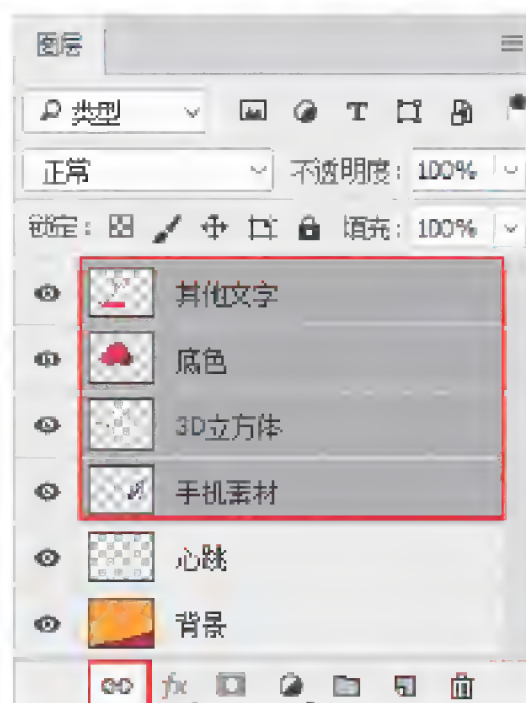 图层
类型
正常 不透明度: 100%
锁定: 填充: 100%
其他文字
底色
3D立方体
手机素材
心跳
背景
fx